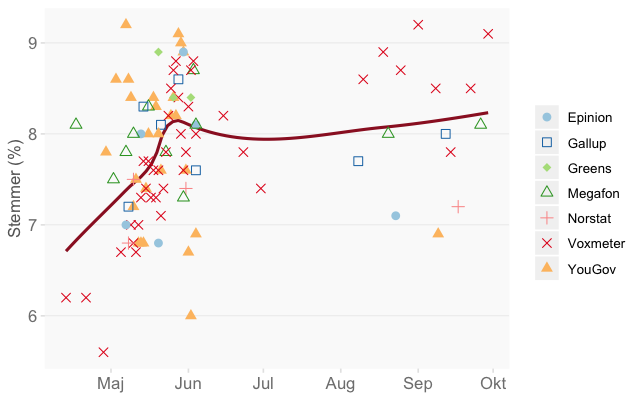 Stemmer (%)
9
8
7
6
Maj Jun Jul Aug Sep Okt
Epinion
Gallup
Greens
Megafon
Norstat
Voxmeter
YouGov